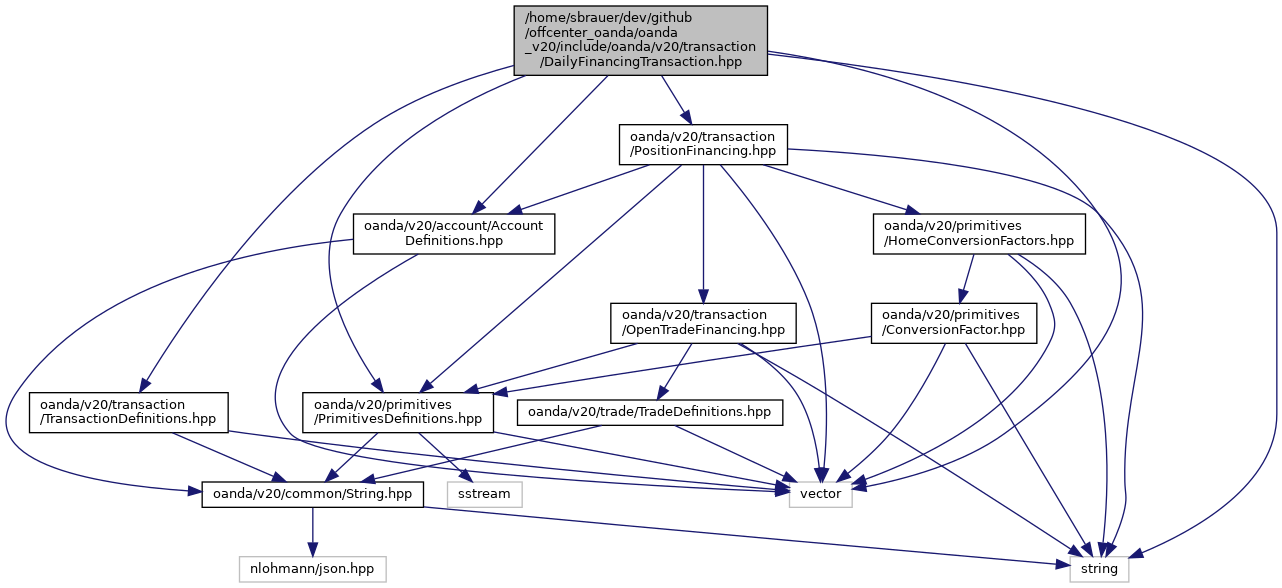 /home/sbrauer/dev/github
/offcenter_oanda/oanda
_v20/include/oanda/v20/transaction
/DailyFinancingTransaction.hpp
oanda/v20/transaction
/PositionFinancing.hpp
oanda/v20/account/Account
Definitions.hpp
oanda/v20/primitives
/HomeConversionFactors.hpp
oanda/v20/transaction
/OpenTradeFinancing.hpp
oanda/v20/primitives
/ConversionFactor.hpp
oanda/v20/transaction
/TransactionDefinitions.hpp
oanda/v20/primitives
/PrimitivesDefinitions.hpp
oanda/v20/trade/TradeDefinitions.hpp
oanda/v20/common/String.hpp
sstream
vector
nlohmann/json.hpp
string